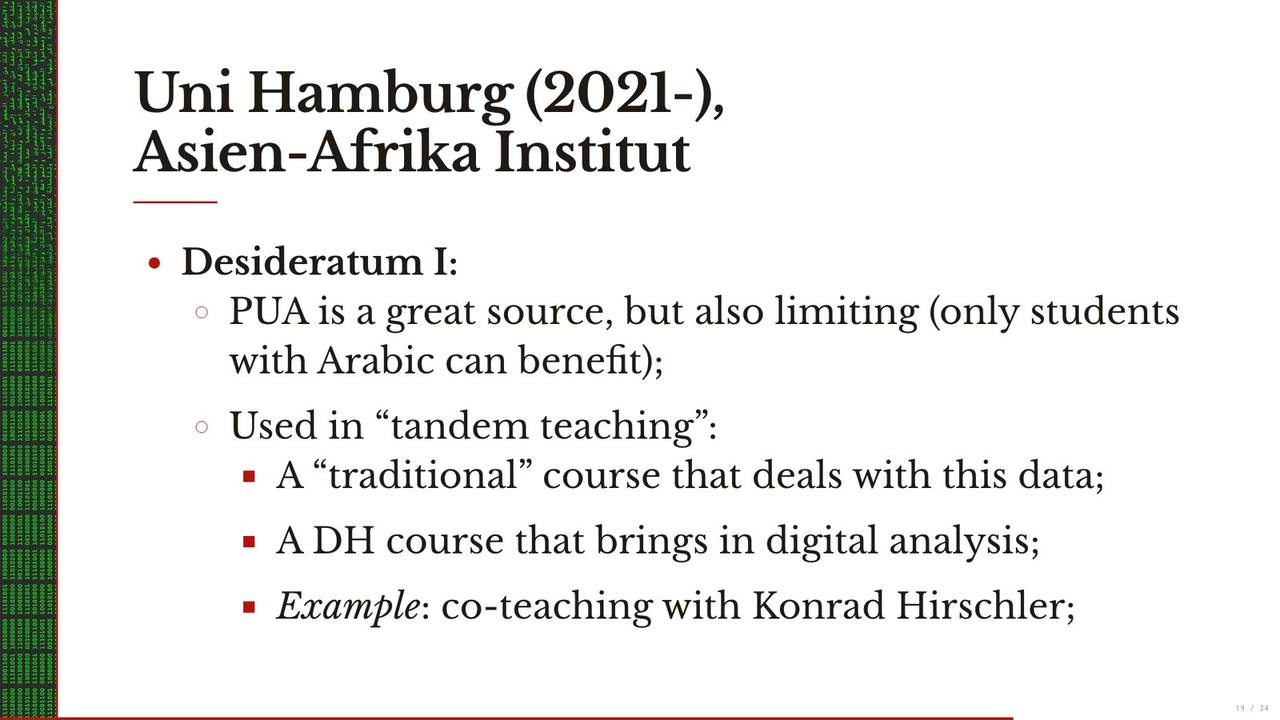 Uni Hamburg (2021-),
Asien-Afrika Institut
Desideratum I:
PUA is a great source, but also limiting (only students
with Arabic can benefit);
Used in “tandem teaching”:
A “traditional” course that deals with this data;
A DH course that brings in digital analysis;
Example: co-teaching with Konrad Hirschler;
19 / 24